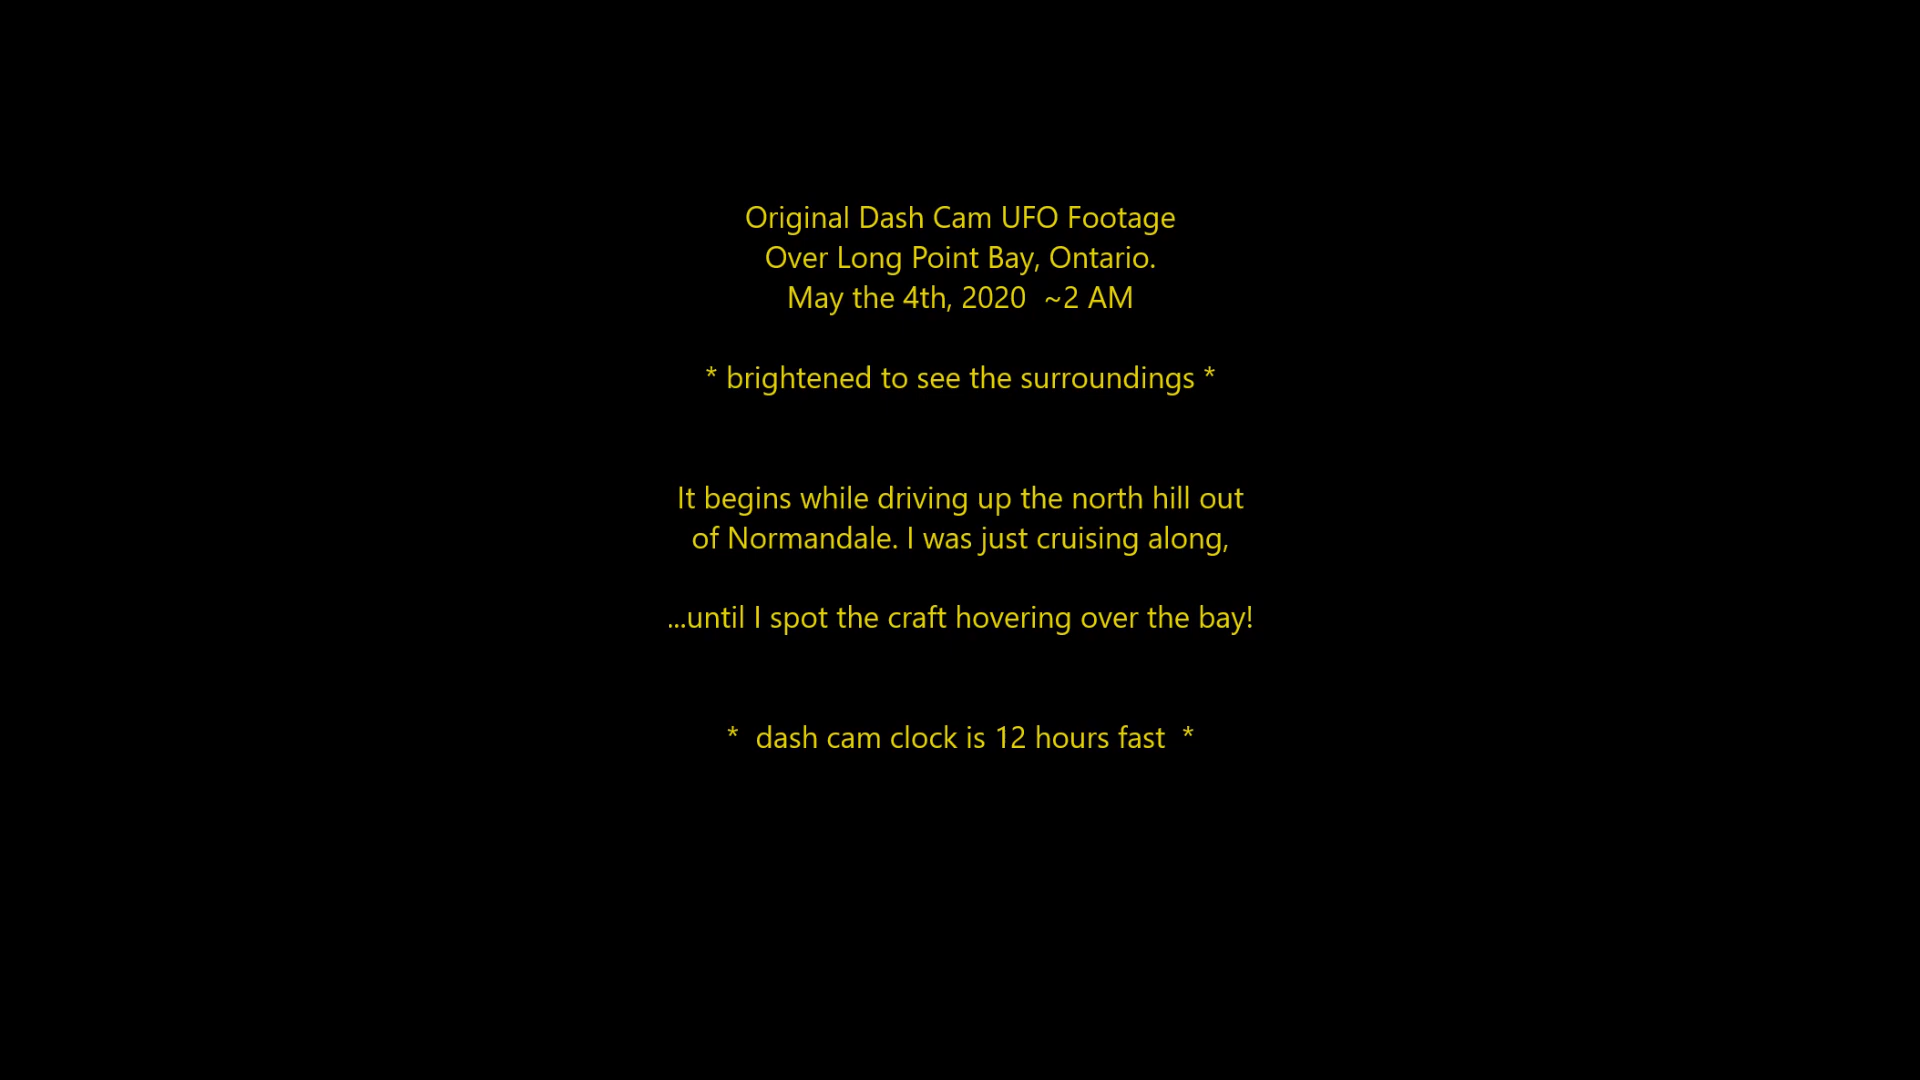 Original Dash Cam UFO Footage
Over Long Point Bay, Ontario.
May the 4th, 2020  ~2 AM
* brightened to see the surroundings *
It begins while driving up the north hill out
of Normandale. I was just cruising along,
...until I spot the craft hovering over the bay!
*  dash cam clock is 12 hours fast  *